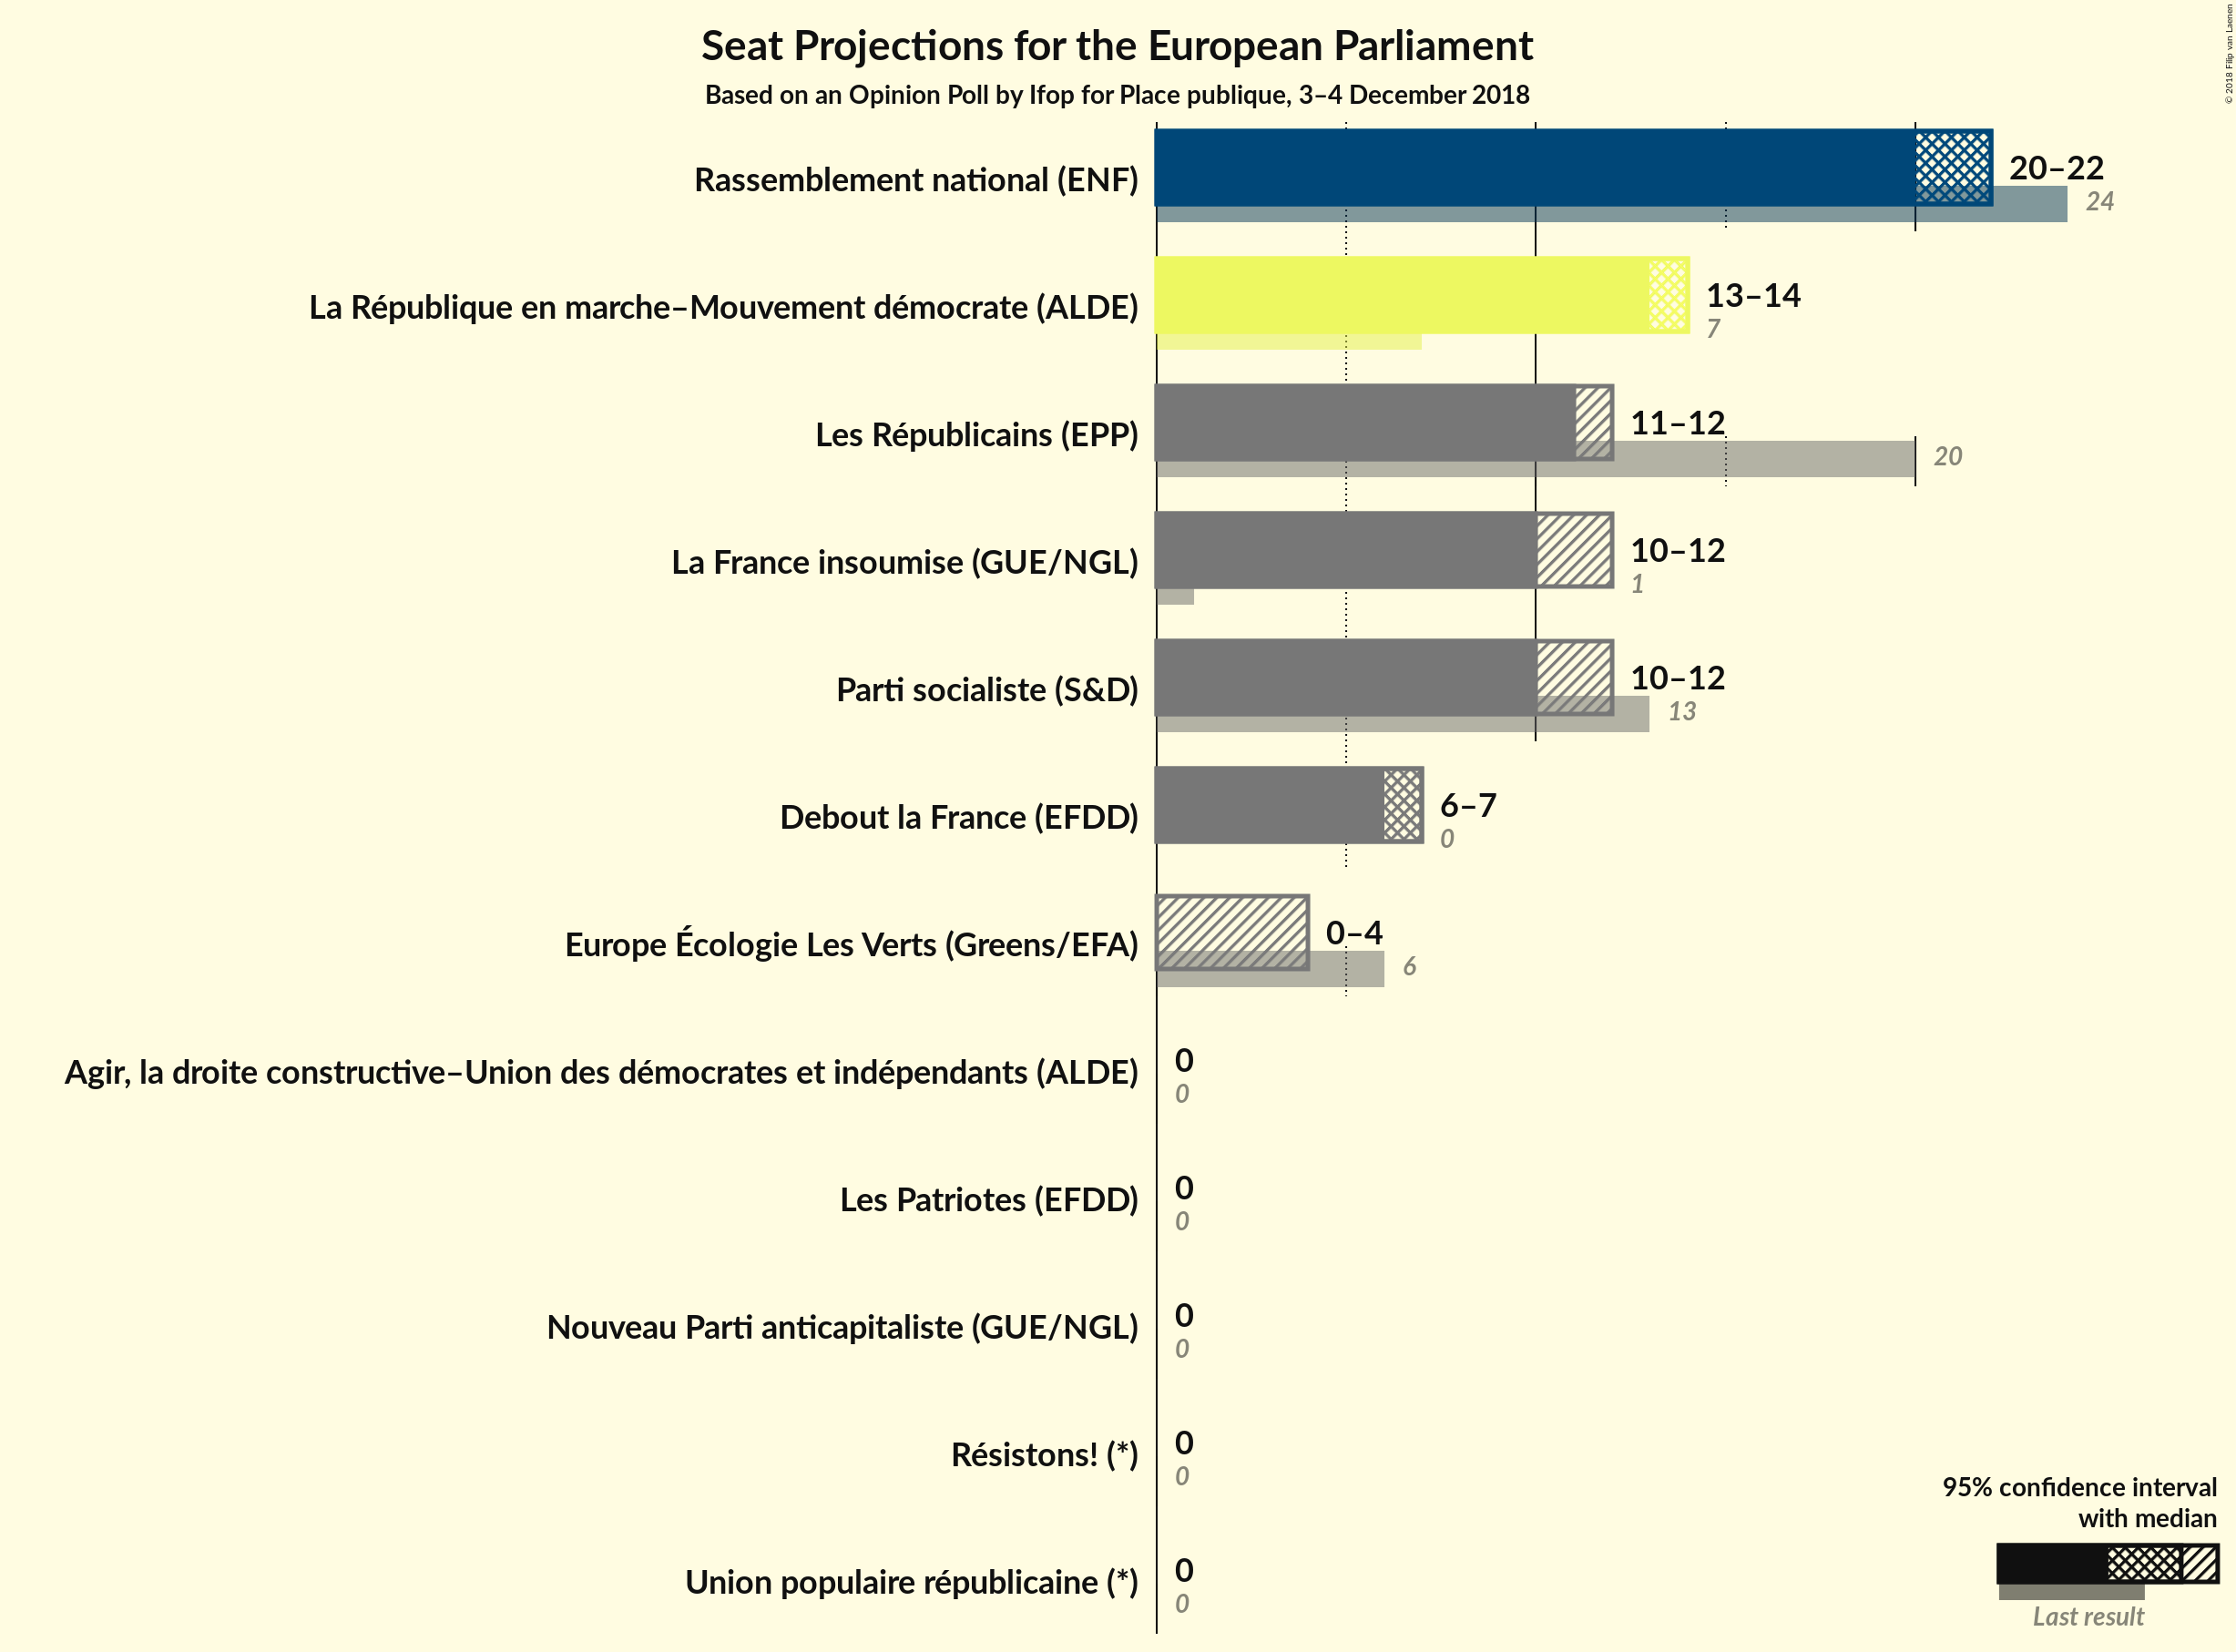 Seat Projections for the European Parliament
Based on an Opinion Poll by Ifop for Place publique, 3–4 December 2018
© 2018 Filip van Laenen
Rassemblement national (ENF)
20–22
24
La République en marche–Mouvement démocrate (ALDE)
13–14
7
Les Républicains (EPP)
11–12
20
La France insoumise (GUE/NGL)
10–12
1
Parti socialiste (S&D)
10–12
13
Debout la France (EFDD)
6–7
0
Europe Écologie Les Verts (Greens/EFA)
0–4
6
Agir, la droite constructive–Union des démocrates et indépendants (ALDE)
0
0
Les Patriotes (EFDD)
0
0
Nouveau Parti anticapitaliste (GUE/NGL)
0
0
Résistons! (*)
0
0
Union populaire républicaine (*)
0
0
95% confidence interval
with median
Last result